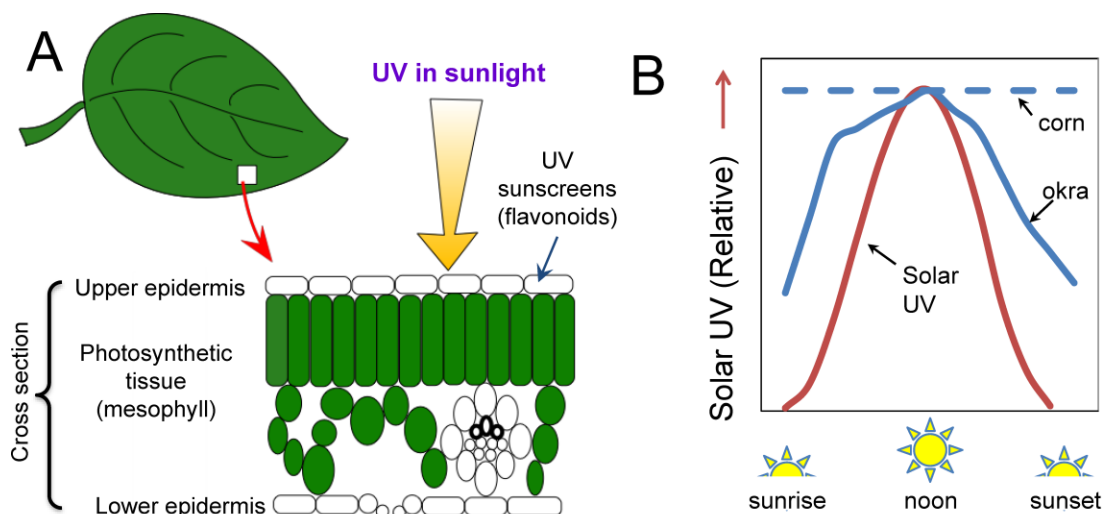 A
UV in sunlight
UV
sunscreens
(flavonoids)
Upper epidermis
Photosynthetic
tissue
(mesophyll)
Lower epidermis
Cross section
B
Solar UV (Relative)
corn
okra
Solar
UV
sunrise
noon
sunset